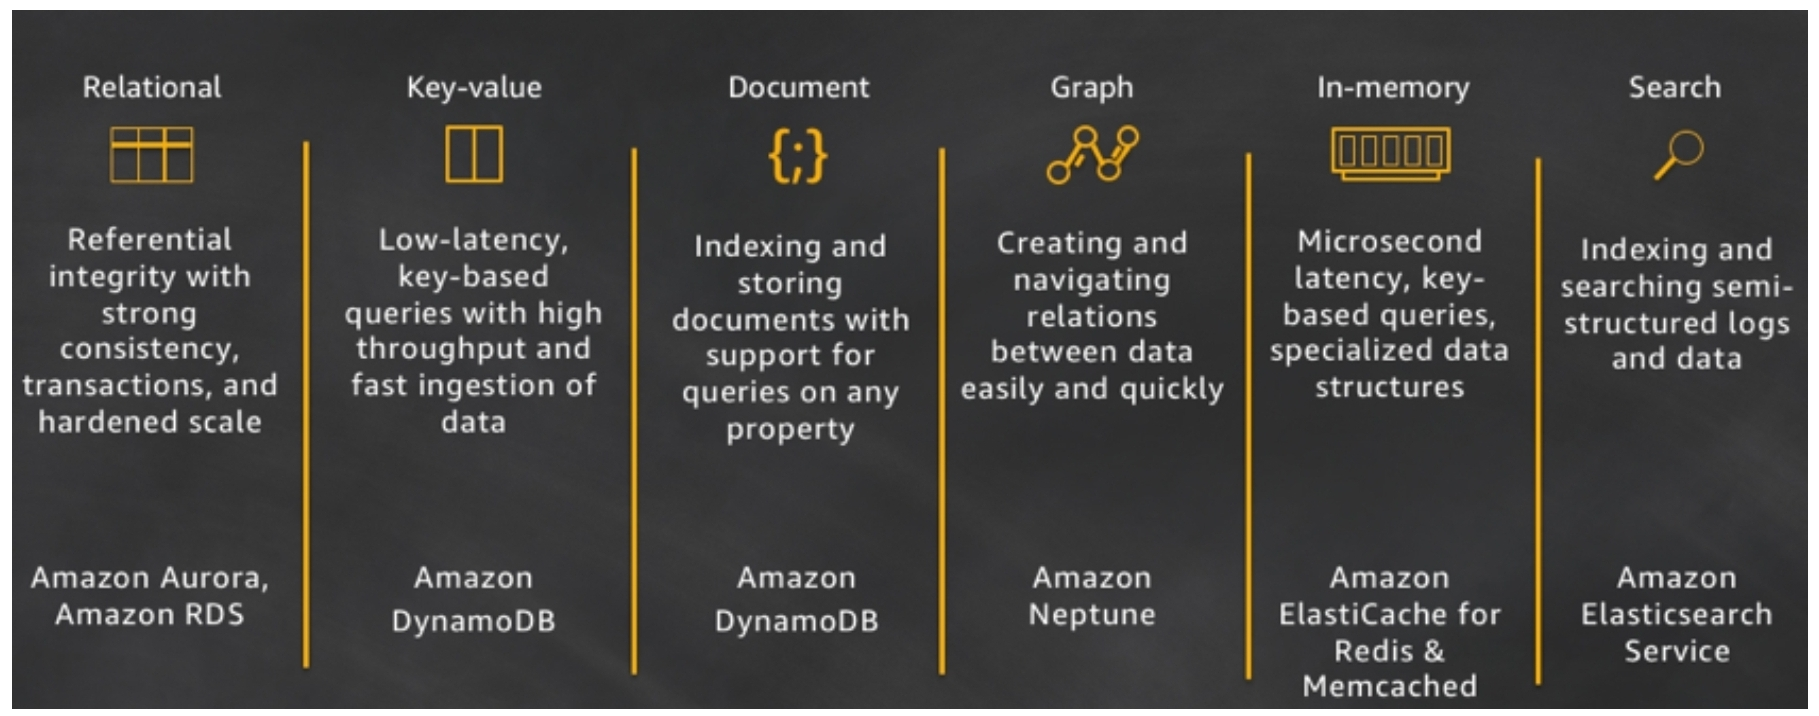 Relational
Referential
integrity with
strong
consistency,
transactions, and
hardened scale
Amazon Aurora,
Amazon RDS
Key-value
Low-latency,
key-based
queries with high
throughput and
fast ingestion of
data
Amazon
DynamoDB
Document
{;}
Indexing and
storing
documents with
support for
queries on any
property
Amazon
DynamoDB
Graph
Creating and
navigating
relations
between data
easily and quickly
Amazon
Neptune
In-memory
Microsecond
latency, key-
based queries,
specialized data
structures
Amazon
ElastiCache for
Redis &
Memcached
Search
Indexing and
searching semi-
structured logs
and data
Amazon
Elasticsearch
Service